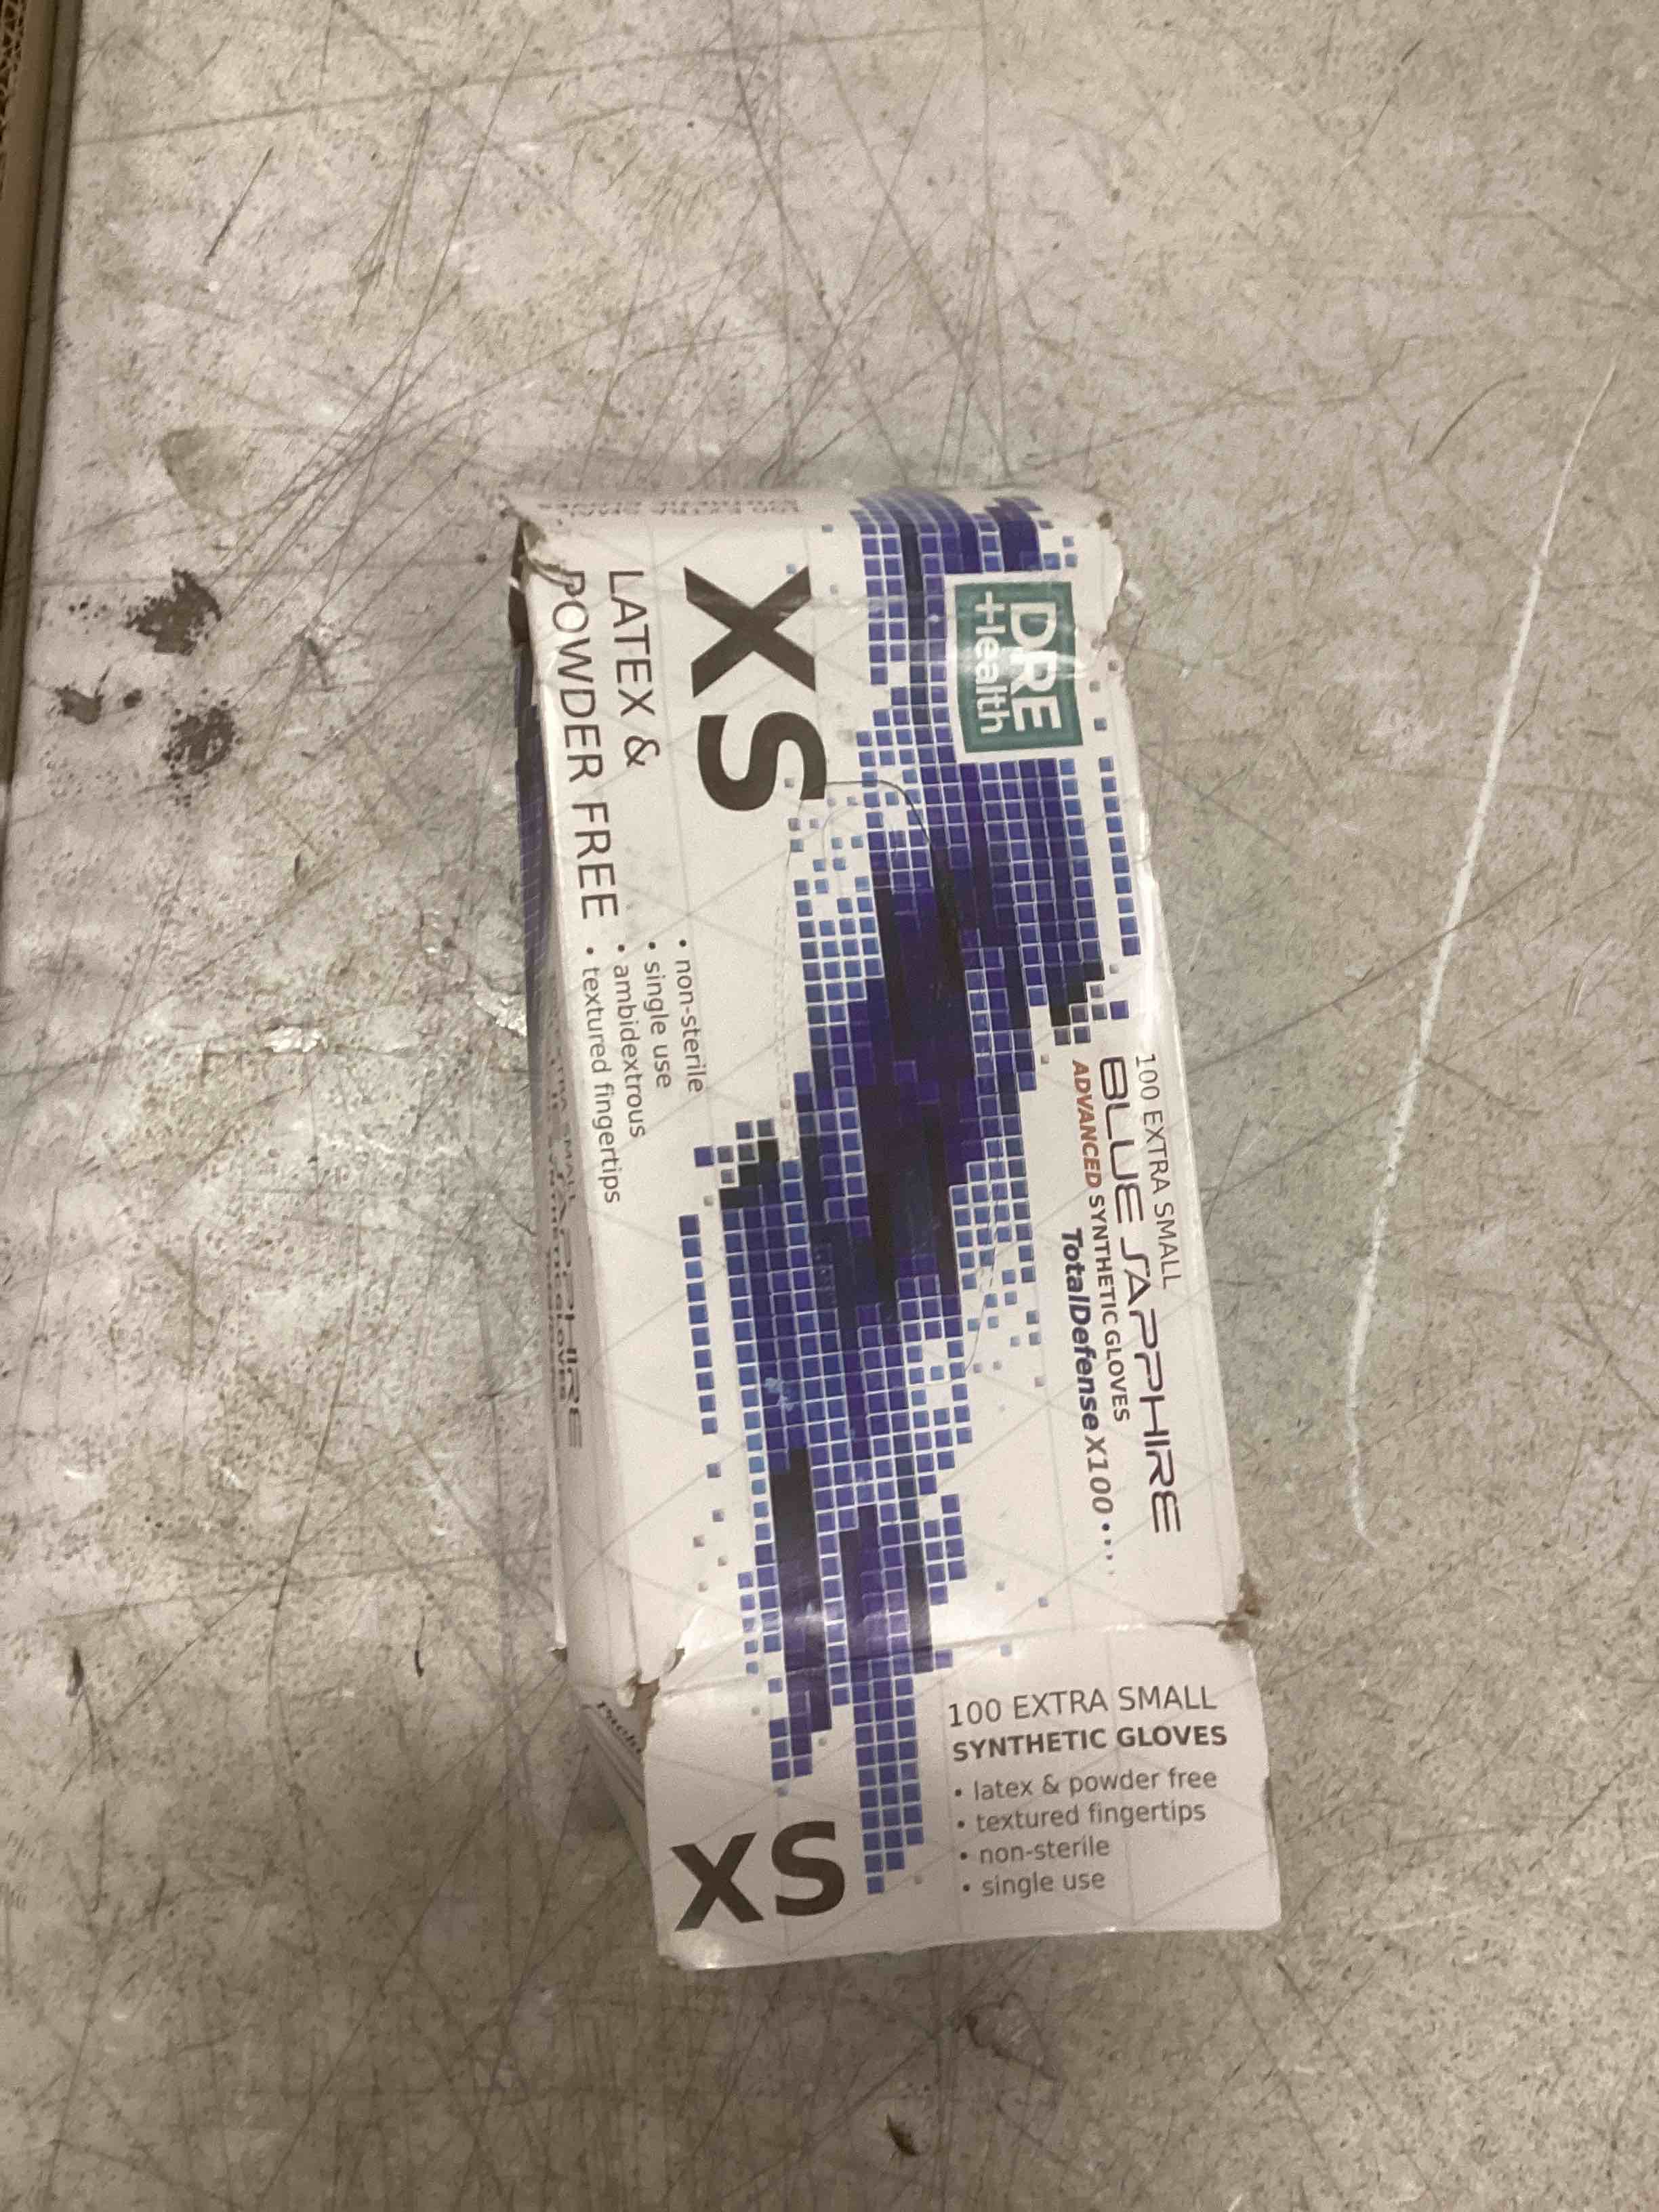 DRE
Health
XS
LATEX &
POWDER FREE
• non-sterile
• single use
• ambidextrous
• textured fingertips
100 EXTRA SMALL
BLUE SAPPHIRE
ADVANCED SYNTHETIC GLOVES
TotalDefense X100
100 EXTRA SMALL
SYNTHETIC GLOVES
• latex & powder free
• textured fingertips
• non-sterile
• single use
XS